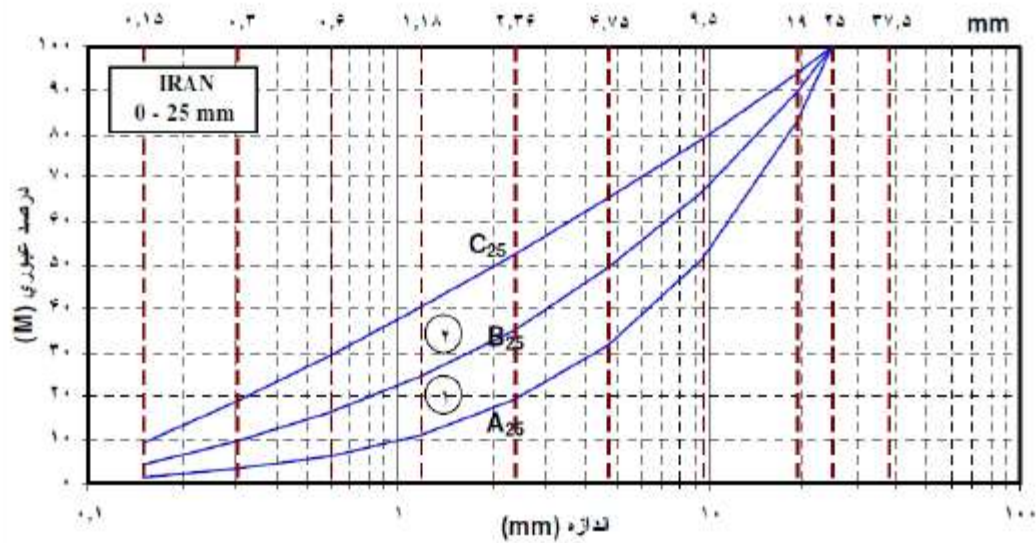 ۰,۱۵ ۰,۳ ۰,۶ ۱,۱۸ ۲,۳۶ ۴,۷۵ ۹,۵ ۱۹ ۲۵ ۳۷,۵ mm
۱۰۰
IRAN
0 - 25 mm
۹۰
۸۰
۷۰
۶۰
۵۰
۴۰
۳۰
۲۰
۱۰
۰
درصد عبوري (M)
C25
۲
B25
۱
A25
۰,۱ ۱ ۱۰ ۱۰۰
اندازه (mm)